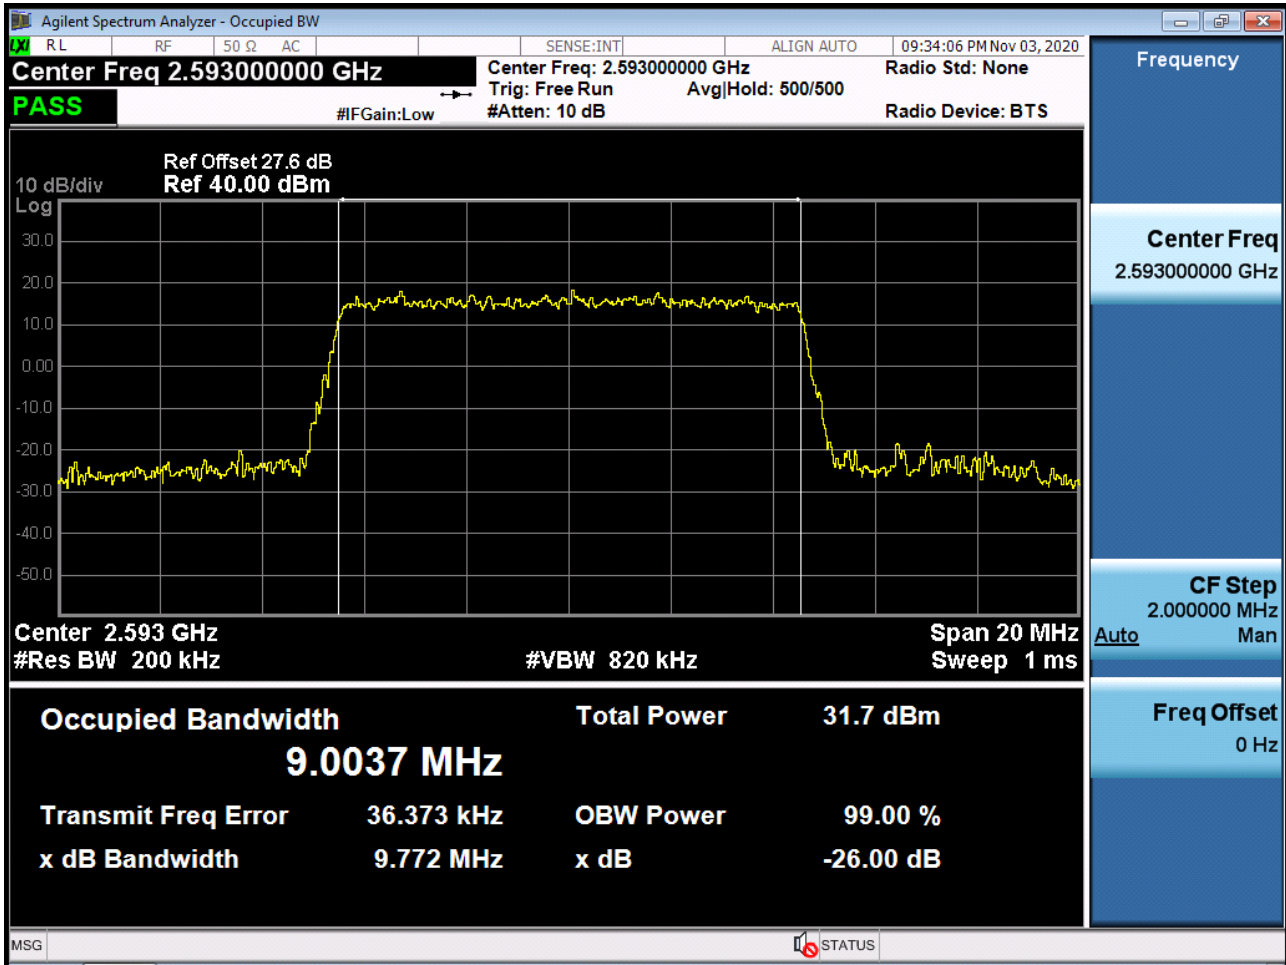 Agilent Spectrum Analyzer - Occupied BW
LXI RL RF 50 Ω AC SENSE:INT ALIGN AUTO 09:34:06 PM Nov 03, 2020
Center Freq 2.593000000 GHz
Center Freq: 2.593000000 GHz
Radio Std: None
Trig: Free Run Avg|Hold: 500/500
PASS
#IFGain:Low
#Atten: 10 dB
Radio Device: BTS
Ref Offset 27.6 dB
10 dB/div Ref 40.00 dBm
Log
30.0
20.0
10.0
0.00
-10.0
-20.0
-30.0
-40.0
-50.0
Center 2.593 GHz Span 20 MHz
#Res BW 200 kHz #VBW 820 kHz Sweep 1 ms
Occupied Bandwidth Total Power 31.7 dBm
9.0037 MHz
Transmit Freq Error 36.373 kHz OBW Power 99.00 %
x dB Bandwidth 9.772 MHz x dB -26.00 dB
MSG STATUS
Frequency
Center Freq
2.593000000 GHz
CF Step
2.000000 MHz
Auto Man
Freq Offset
0 Hz